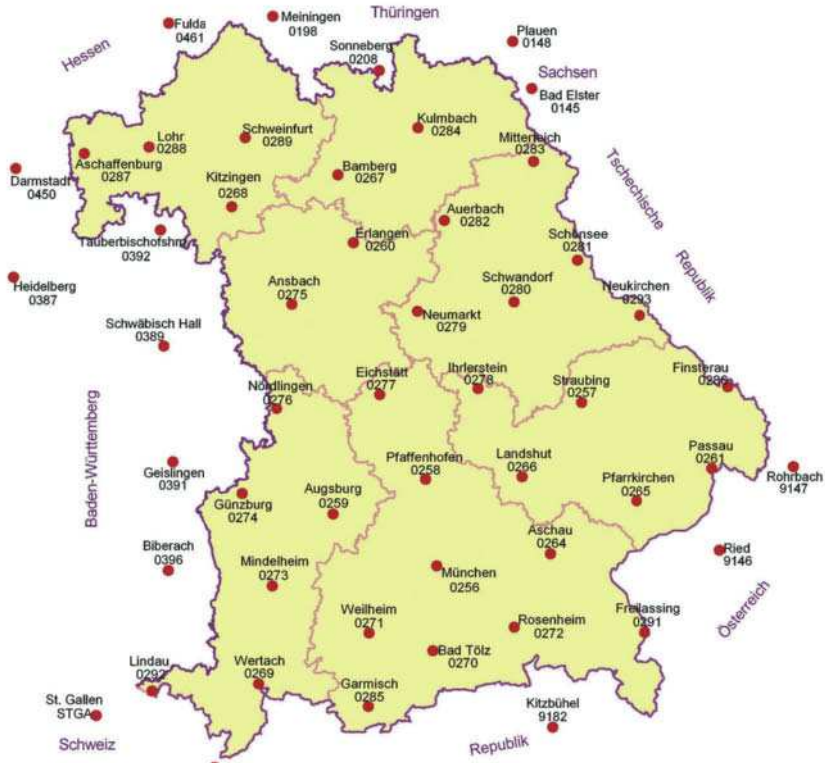 Fulda
0461
Meiningen
0198
Thüringen
Hessen
Sonneberg
0208
Plauen
0148
Sachsen
Bad Elster
0145
Kulmbach
0284
Lohr
0288
Schweinfurt
0289
Mitterteich
0283
Aschaffenburg
0287
Darmstadt
0450
Bamberg
0267
Kitzingen
0268
Tschechische
Republik
Auerbach
0282
Tauberbischofshm
0392
Erlangen
0260
Schönsee
0281
Heidelberg
0387
Ansbach
0275
Schwandorf
0280
Neukirchen
0293
Neumarkt
0279
Schwäbisch Hall
0389
Nördlingen
0276
Eichstätt
0277
Ihrlerstein
0278
Straubing
0257
Finsterau
0286
Baden-Württemberg
Geislingen
0391
Pfaffenhofen
0258
Landshut
0266
Passau
0261
Rohrbach
9147
Günzburg
0274
Augsburg
0259
Pfarrkirchen
0265
Biberach
0396
Aschau
0264
Ried
9146
Mindelheim
0273
München
0256
Österreich
Weilheim
0271
Rosenheim
0272
Freilassing
0291
Bad Tölz
0270
Lindau
0292
Wertach
0269
Garmisch
0285
St. Gallen
STGA
Kitzbühel
9182
Schweiz
Republik